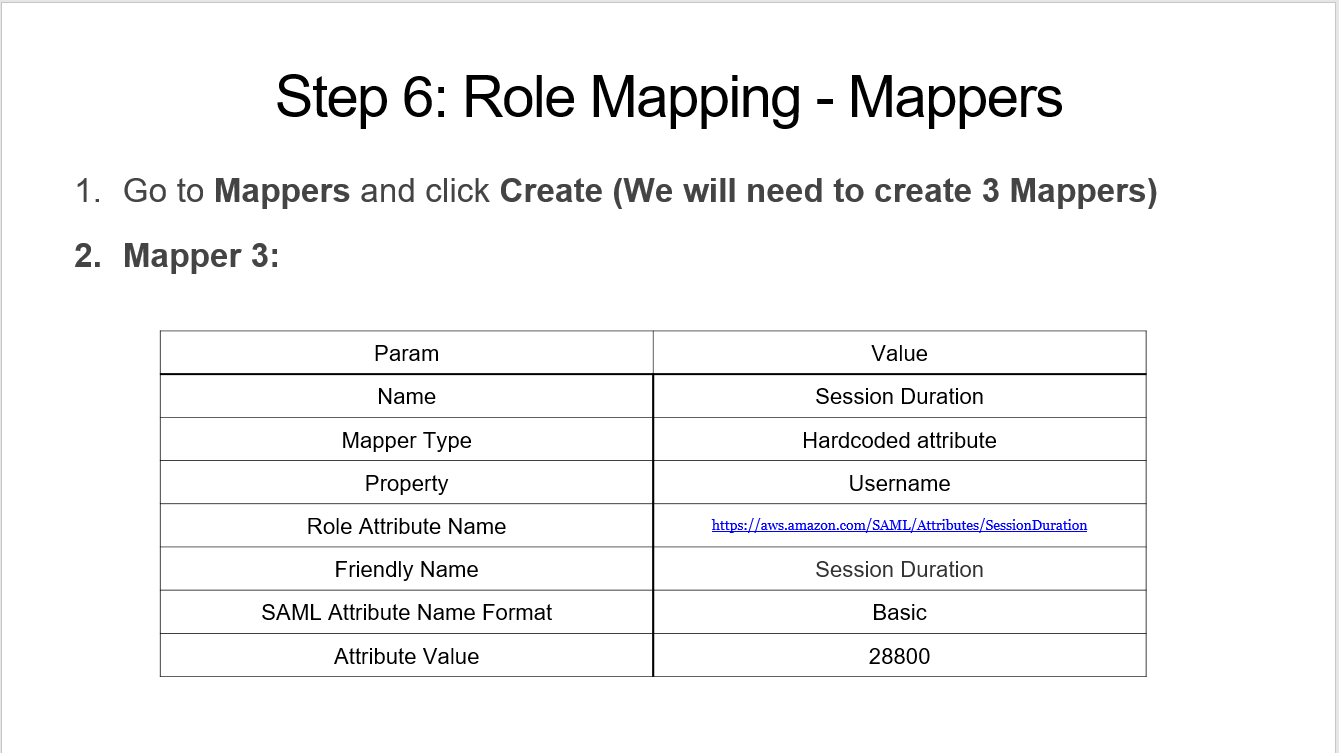 Step 6: Role Mapping - Mappers
1. Go to Mappers and click Create (We will need to create 3 Mappers)
2. Mapper 3:
Param Value
Name Session Duration
Mapper Type Hardcoded attribute
Property Username
Role Attribute Name https://aws.amazon.com/SAML/Attributes/SessionDuration
Friendly Name Session Duration
SAML Attribute Name Format Basic
Attribute Value 28800